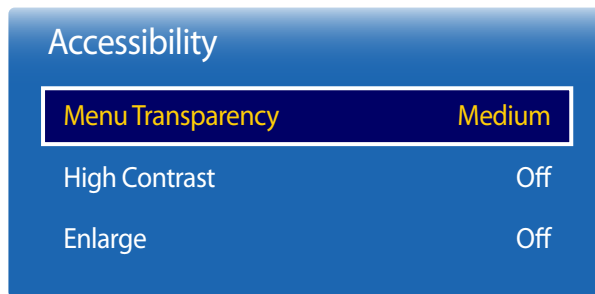 Accessibility
Menu Transparency Medium
High Contrast Off
Enlarge Off